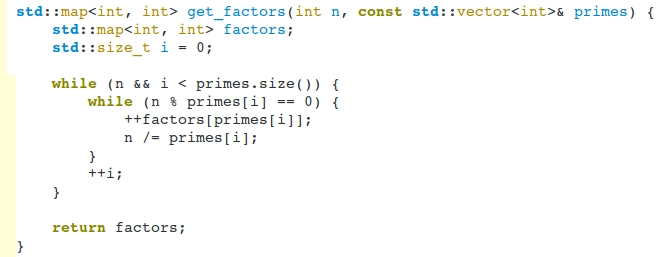 std::map<int, int> get_factors(int n, const std::vector<int>& primes) {
    std::map<int, int> factors;
    std::size_t i = 0;

    while (n && i < primes.size()) {
        while (n % primes[i] == 0) {
            ++factors[primes[i]];
            n /= primes[i];
        }
        ++i;
    }

    return factors;
}